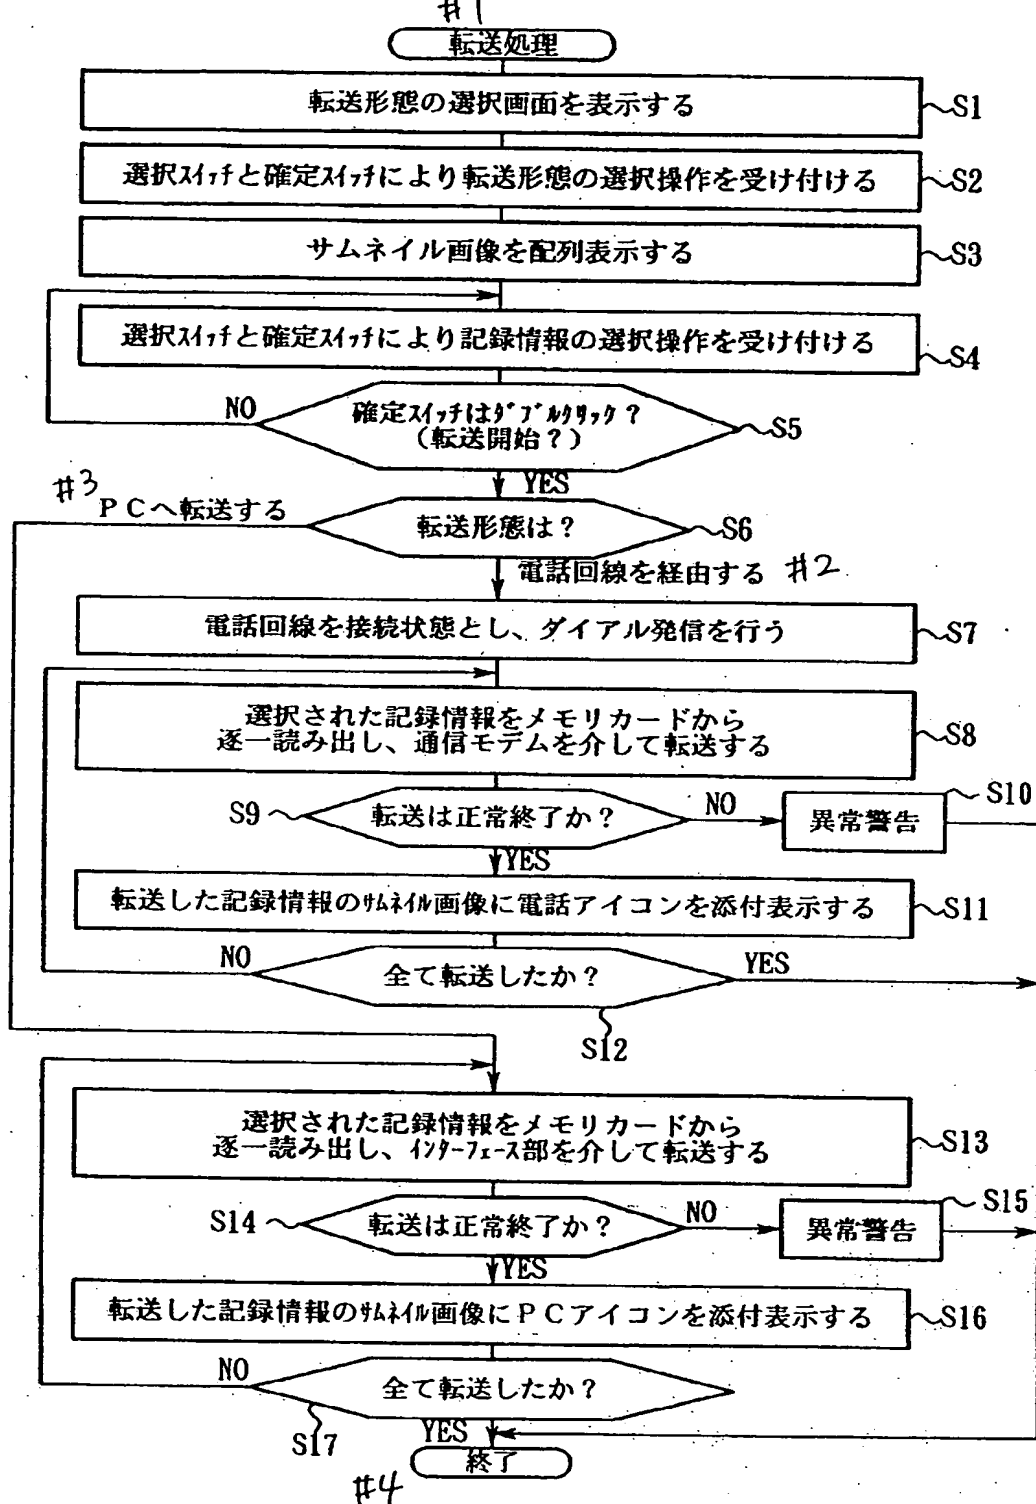 #1
転送処理
転送形態の選択画面を表示する
S1
選択ｽｲｯﾁと確定ｽｲｯﾁにより転送形態の選択操作を受け付ける
S2
サムネイル画像を配列表示する
S3
選択ｽｲｯﾁと確定ｽｲｯﾁにより記録情報の選択操作を受け付ける
S4
NO
確定ｽｲｯﾁはﾀﾞﾌﾞﾙｸﾘｯｸ？
（転送開始？）
S5
YES
#3
ＰＣへ転送する
転送形態は？
S6
電話回線を経由する
#2
電話回線を接続状態とし、ダイアル発信を行う
S7
選択された記録情報をメモリカードから
逐一読み出し、通信モデムを介して転送する
S8
S9
転送は正常終了か？
NO
異常警告
S10
YES
転送した記録情報のｻﾑﾈｲﾙ画像に電話アイコンを添付表示する
S11
NO
全て転送したか？
YES
S12
選択された記録情報をメモリカードから
逐一読み出し、ｲﾝﾀｰﾌｪｰｽ部を介して転送する
S13
S14
転送は正常終了か？
NO
異常警告
S15
YES
転送した記録情報のｻﾑﾈｲﾙ画像にＰＣアイコンを添付表示する
S16
NO
全て転送したか？
S17
YES
終了
#4